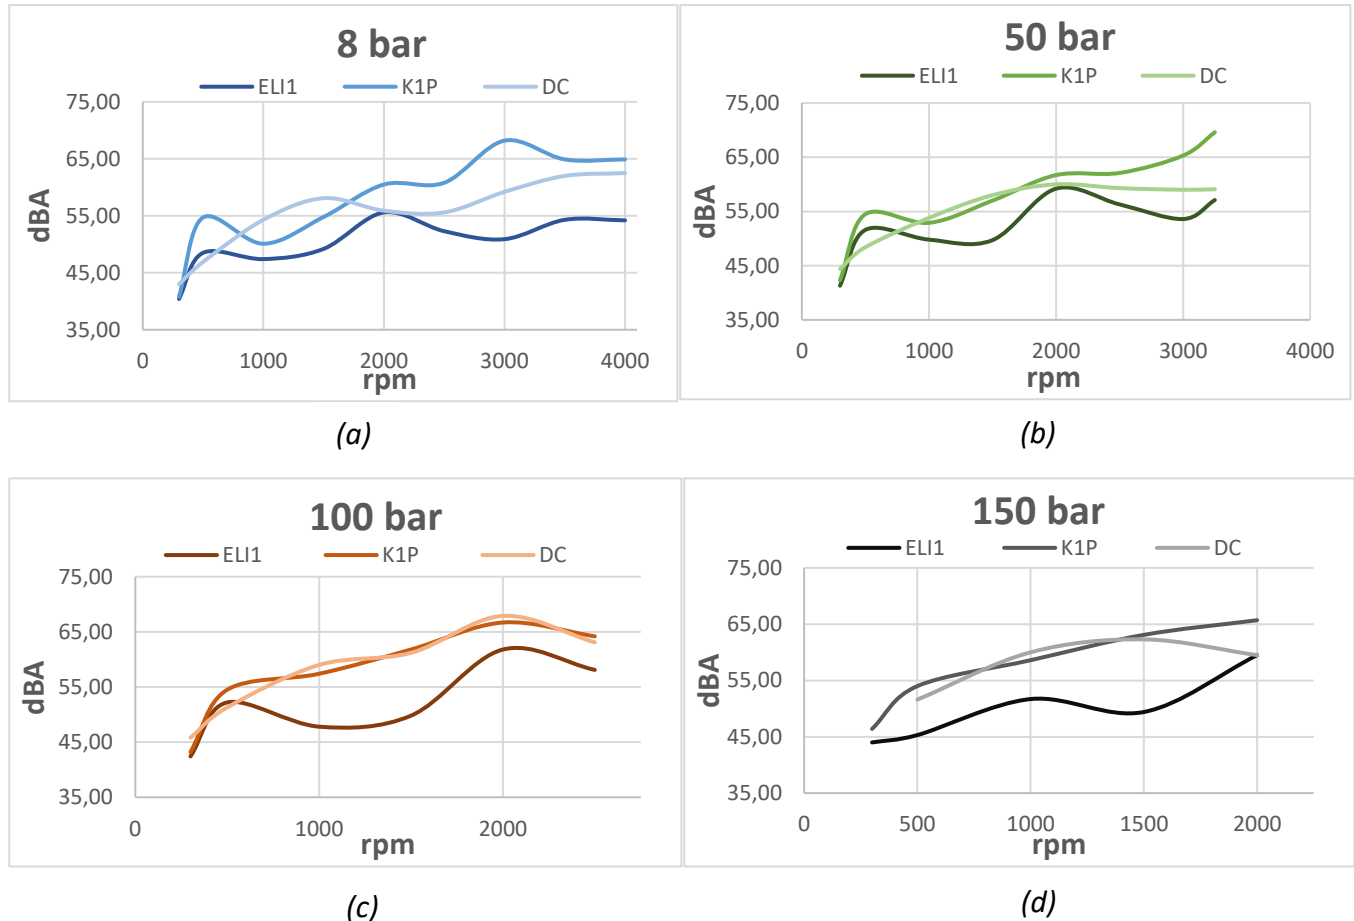 8 bar
ELI1 K1P DC
75,00
65,00
55,00
45,00
35,00
dBA
0 1000 2000 3000 4000
rpm
(a)
50 bar
ELI1 K1P DC
75,00
65,00
55,00
45,00
35,00
dBA
0 1000 2000 3000 4000
rpm
(b)
100 bar
ELI1 K1P DC
75,00
65,00
55,00
45,00
35,00
dBA
0 1000 2000
rpm
(c)
150 bar
ELI1 K1P DC
75,00
65,00
55,00
45,00
35,00
dBA
0 500 1000 1500 2000
rpm
(d)